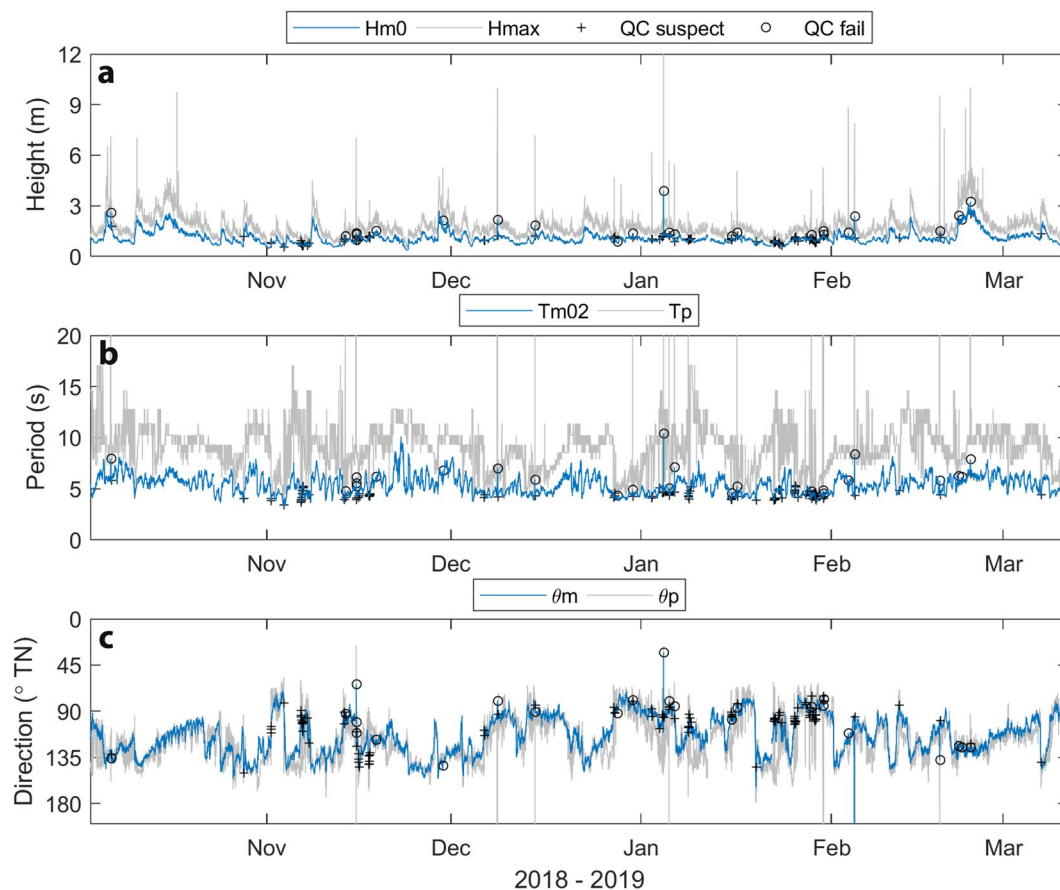 Hm0 Hmax QC suspect QC fail
a
12
9
6
3
0
Height (m)
Nov Dec Jan Feb Mar
Tm02 Tp
b
20
15
10
5
0
Period (s)
Nov Dec Jan Feb Mar
θm θp
c
0
45
90
135
180
Direction (° TN)
Nov Dec Jan Feb Mar
2018 - 2019